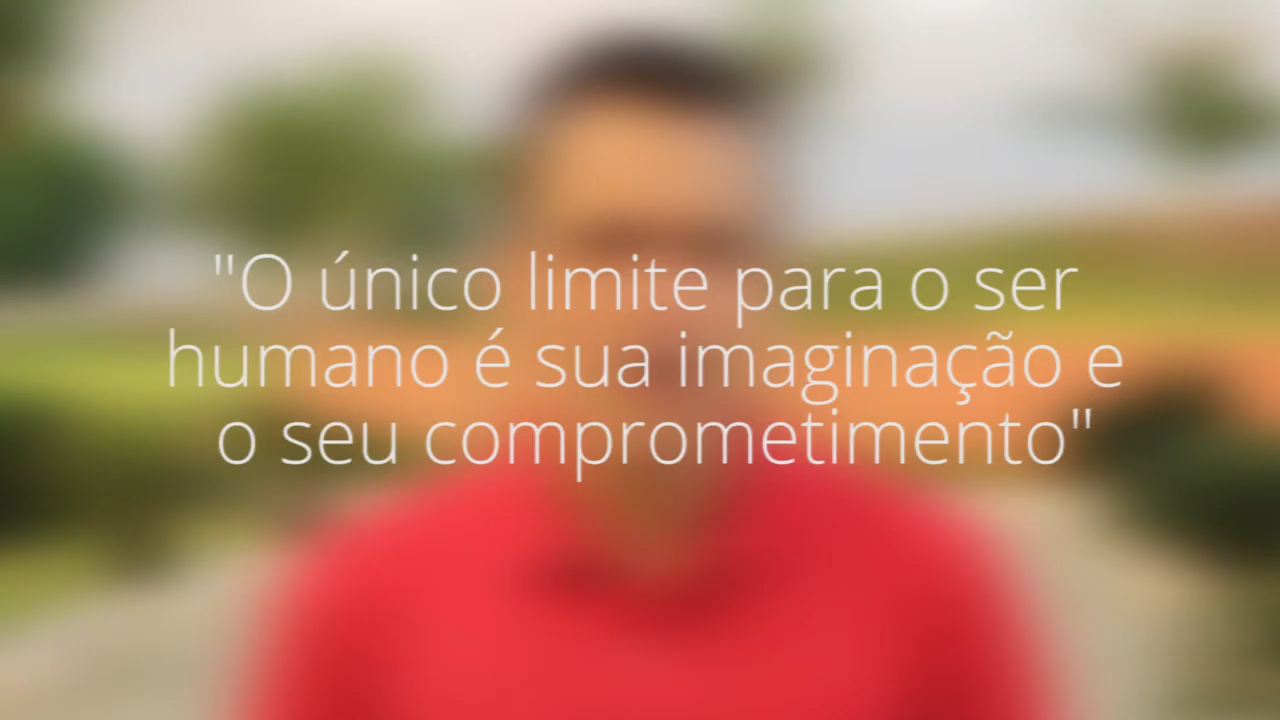 "O único limite para o ser
humano é sua imaginação e
o seu comprometimento"